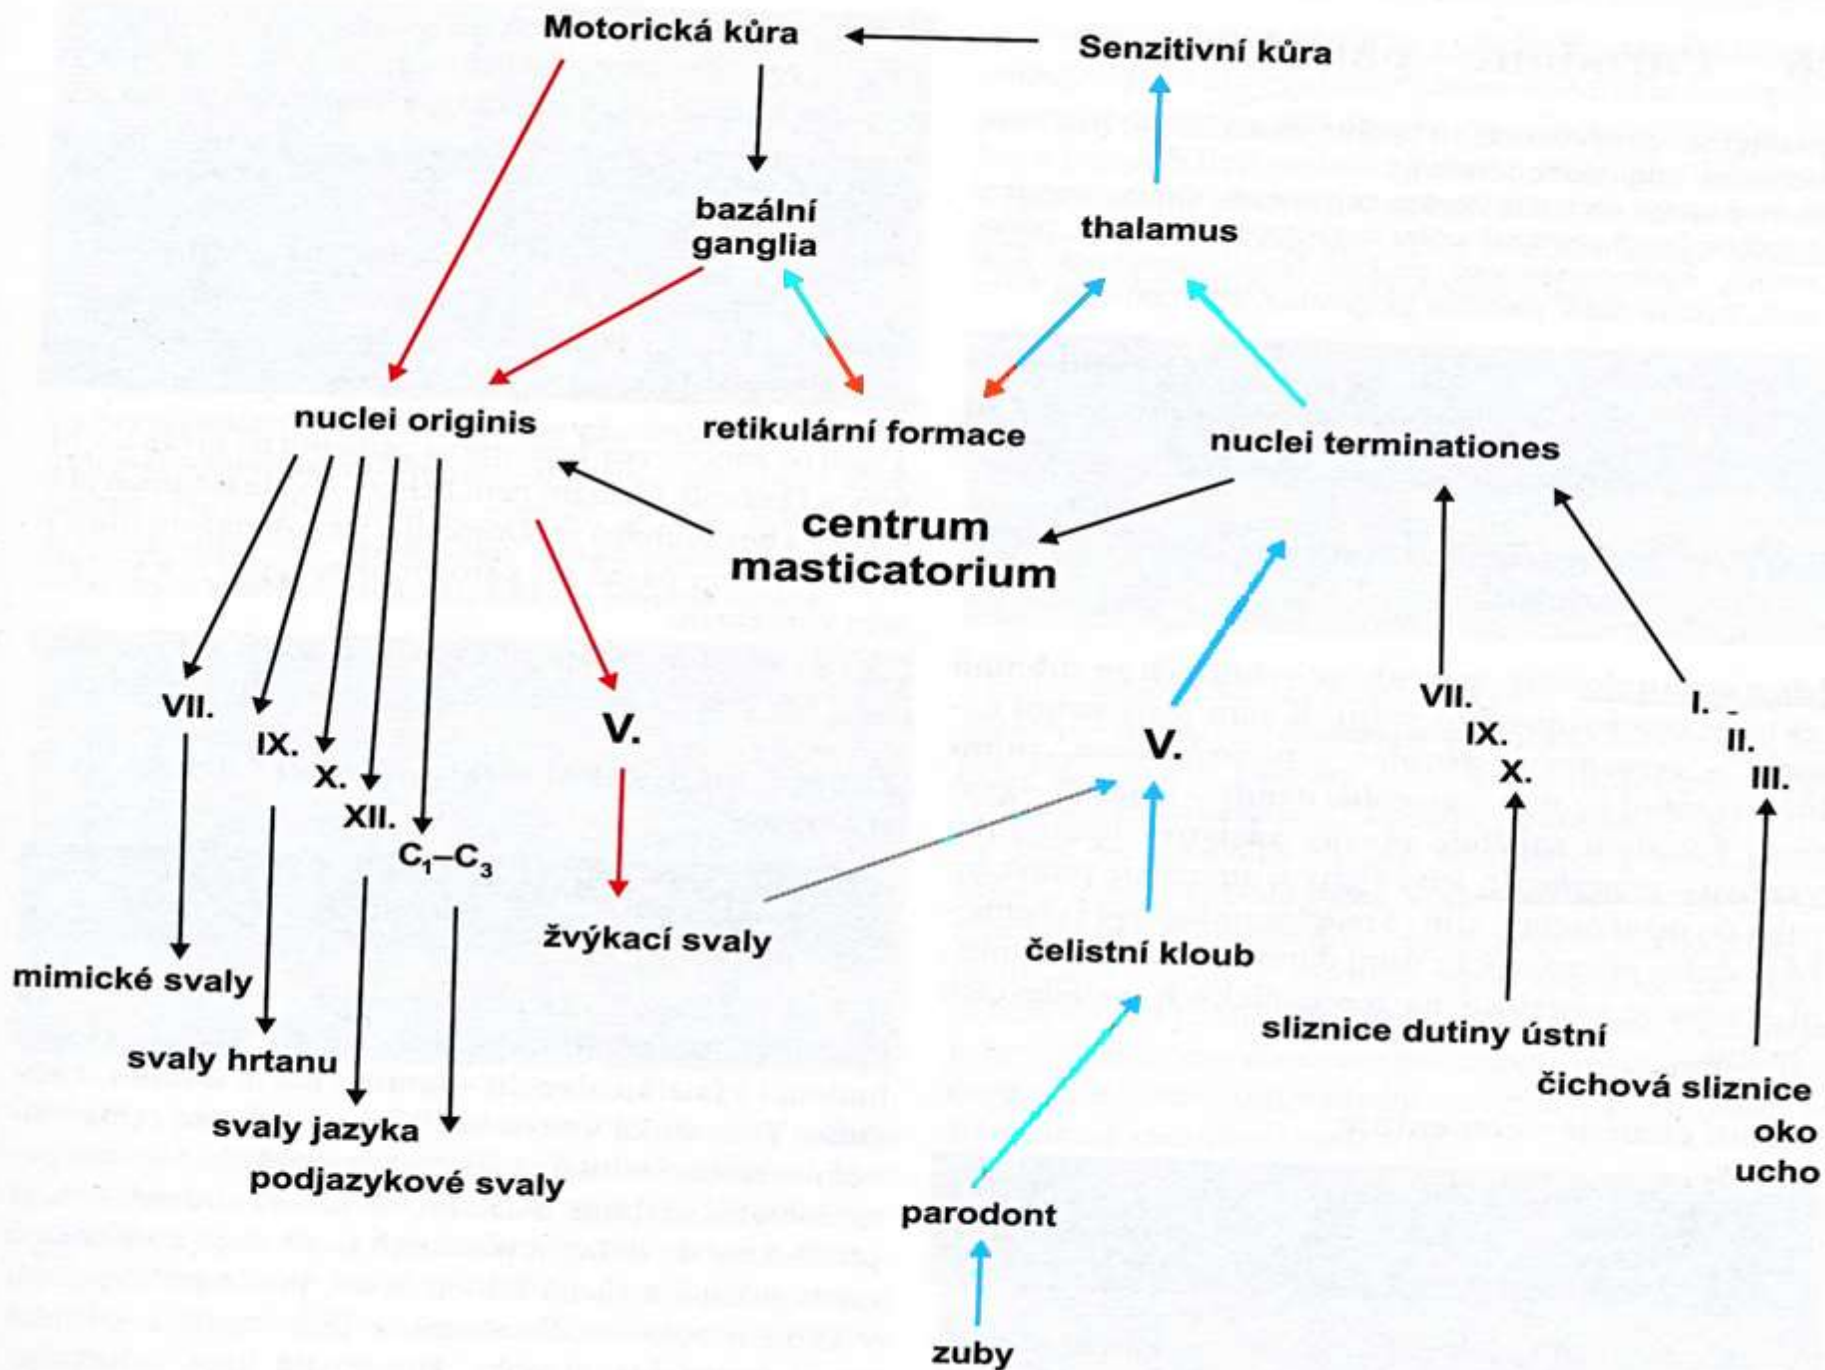 Motorická kůra
Senzitivní kůra
bazální
ganglia
thalamus
nuclei originis
retikulární formace
nuclei terminationes
centrum
masticatorium
VII.
IX.
X.
XII.
C₁–C₃
V.
V.
VII.
IX.
X.
I.
II.
III.
žvýkací svaly
čelistní kloub
mimické svaly
svaly hrtanu
svaly jazyka
podjazykové svaly
sliznice dutiny ústní
čichová sliznice
oko
ucho
parodont
zuby